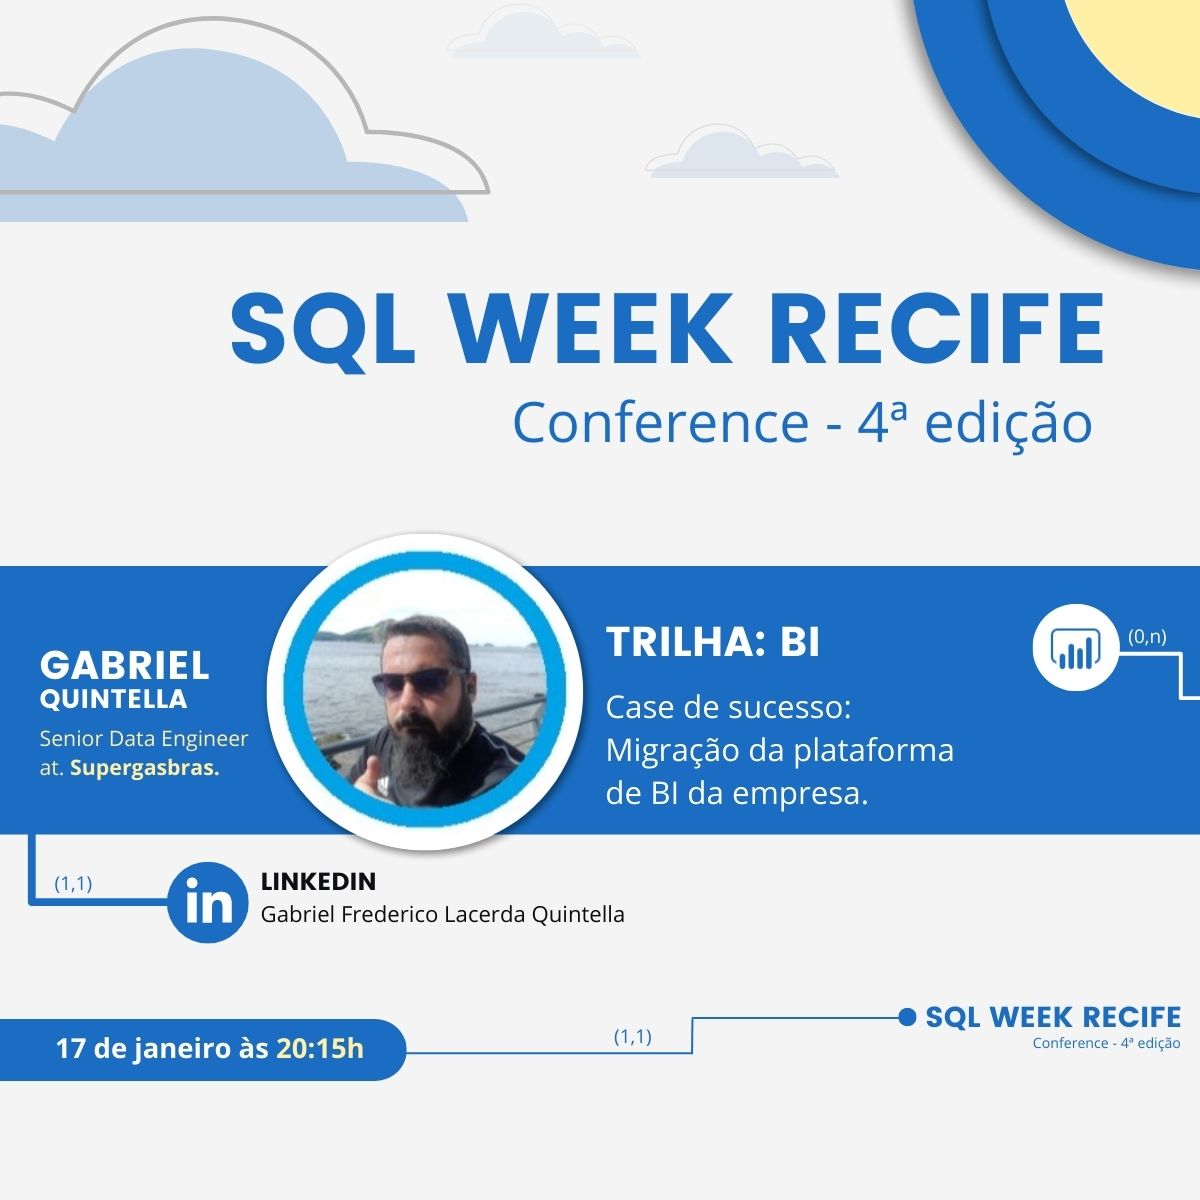 SQL WEEK RECIFE
Conference - 4ª edição
GABRIEL
QUINTELLA
Senior Data Engineer
at. Supergasbras.
TRILHA: BI
Case de sucesso:
Migração da plataforma
de BI da empresa.
(0,n)
(1,1)
in
LINKEDIN
Gabriel Frederico Lacerda Quintella
17 de janeiro às 20:15h
(1,1)
SQL WEEK RECIFE
Conference - 4ª edição